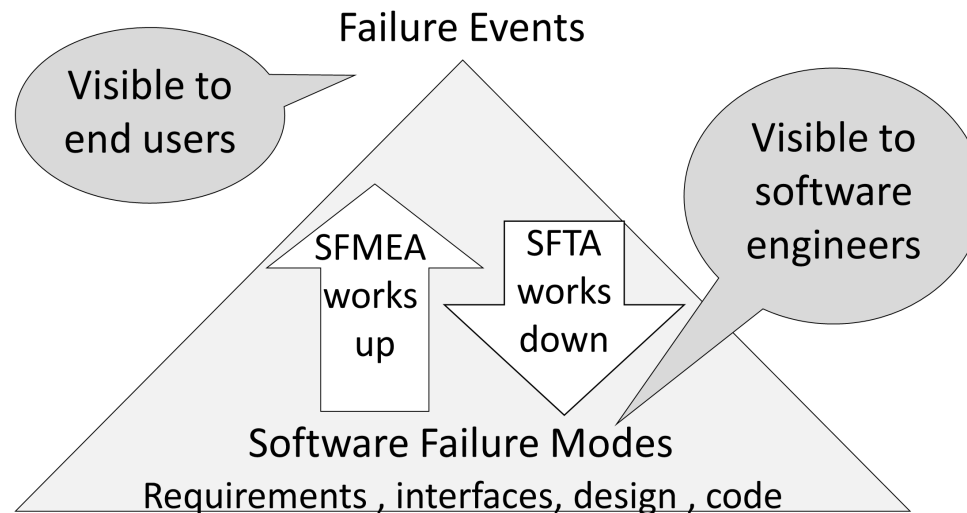 Failure Events
Visible to
end users
Visible to
software
engineers
SFMEA
works
up
SFTA
works
down
Software Failure Modes
Requirements , interfaces, design , code